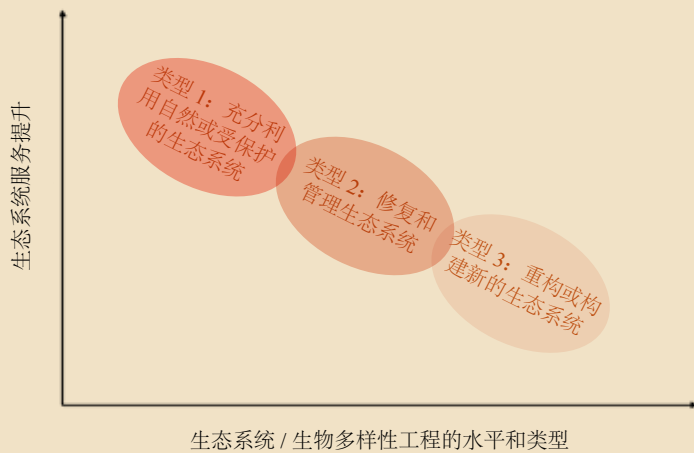 生态系统服务提升
类型 1： 充分利
用自然或受保护
的生态系统
类型 2： 修复和
管理生态系统
类型 3： 重构或构
建新的生态系统
生态系统 / 生物多样性工程的水平和类型